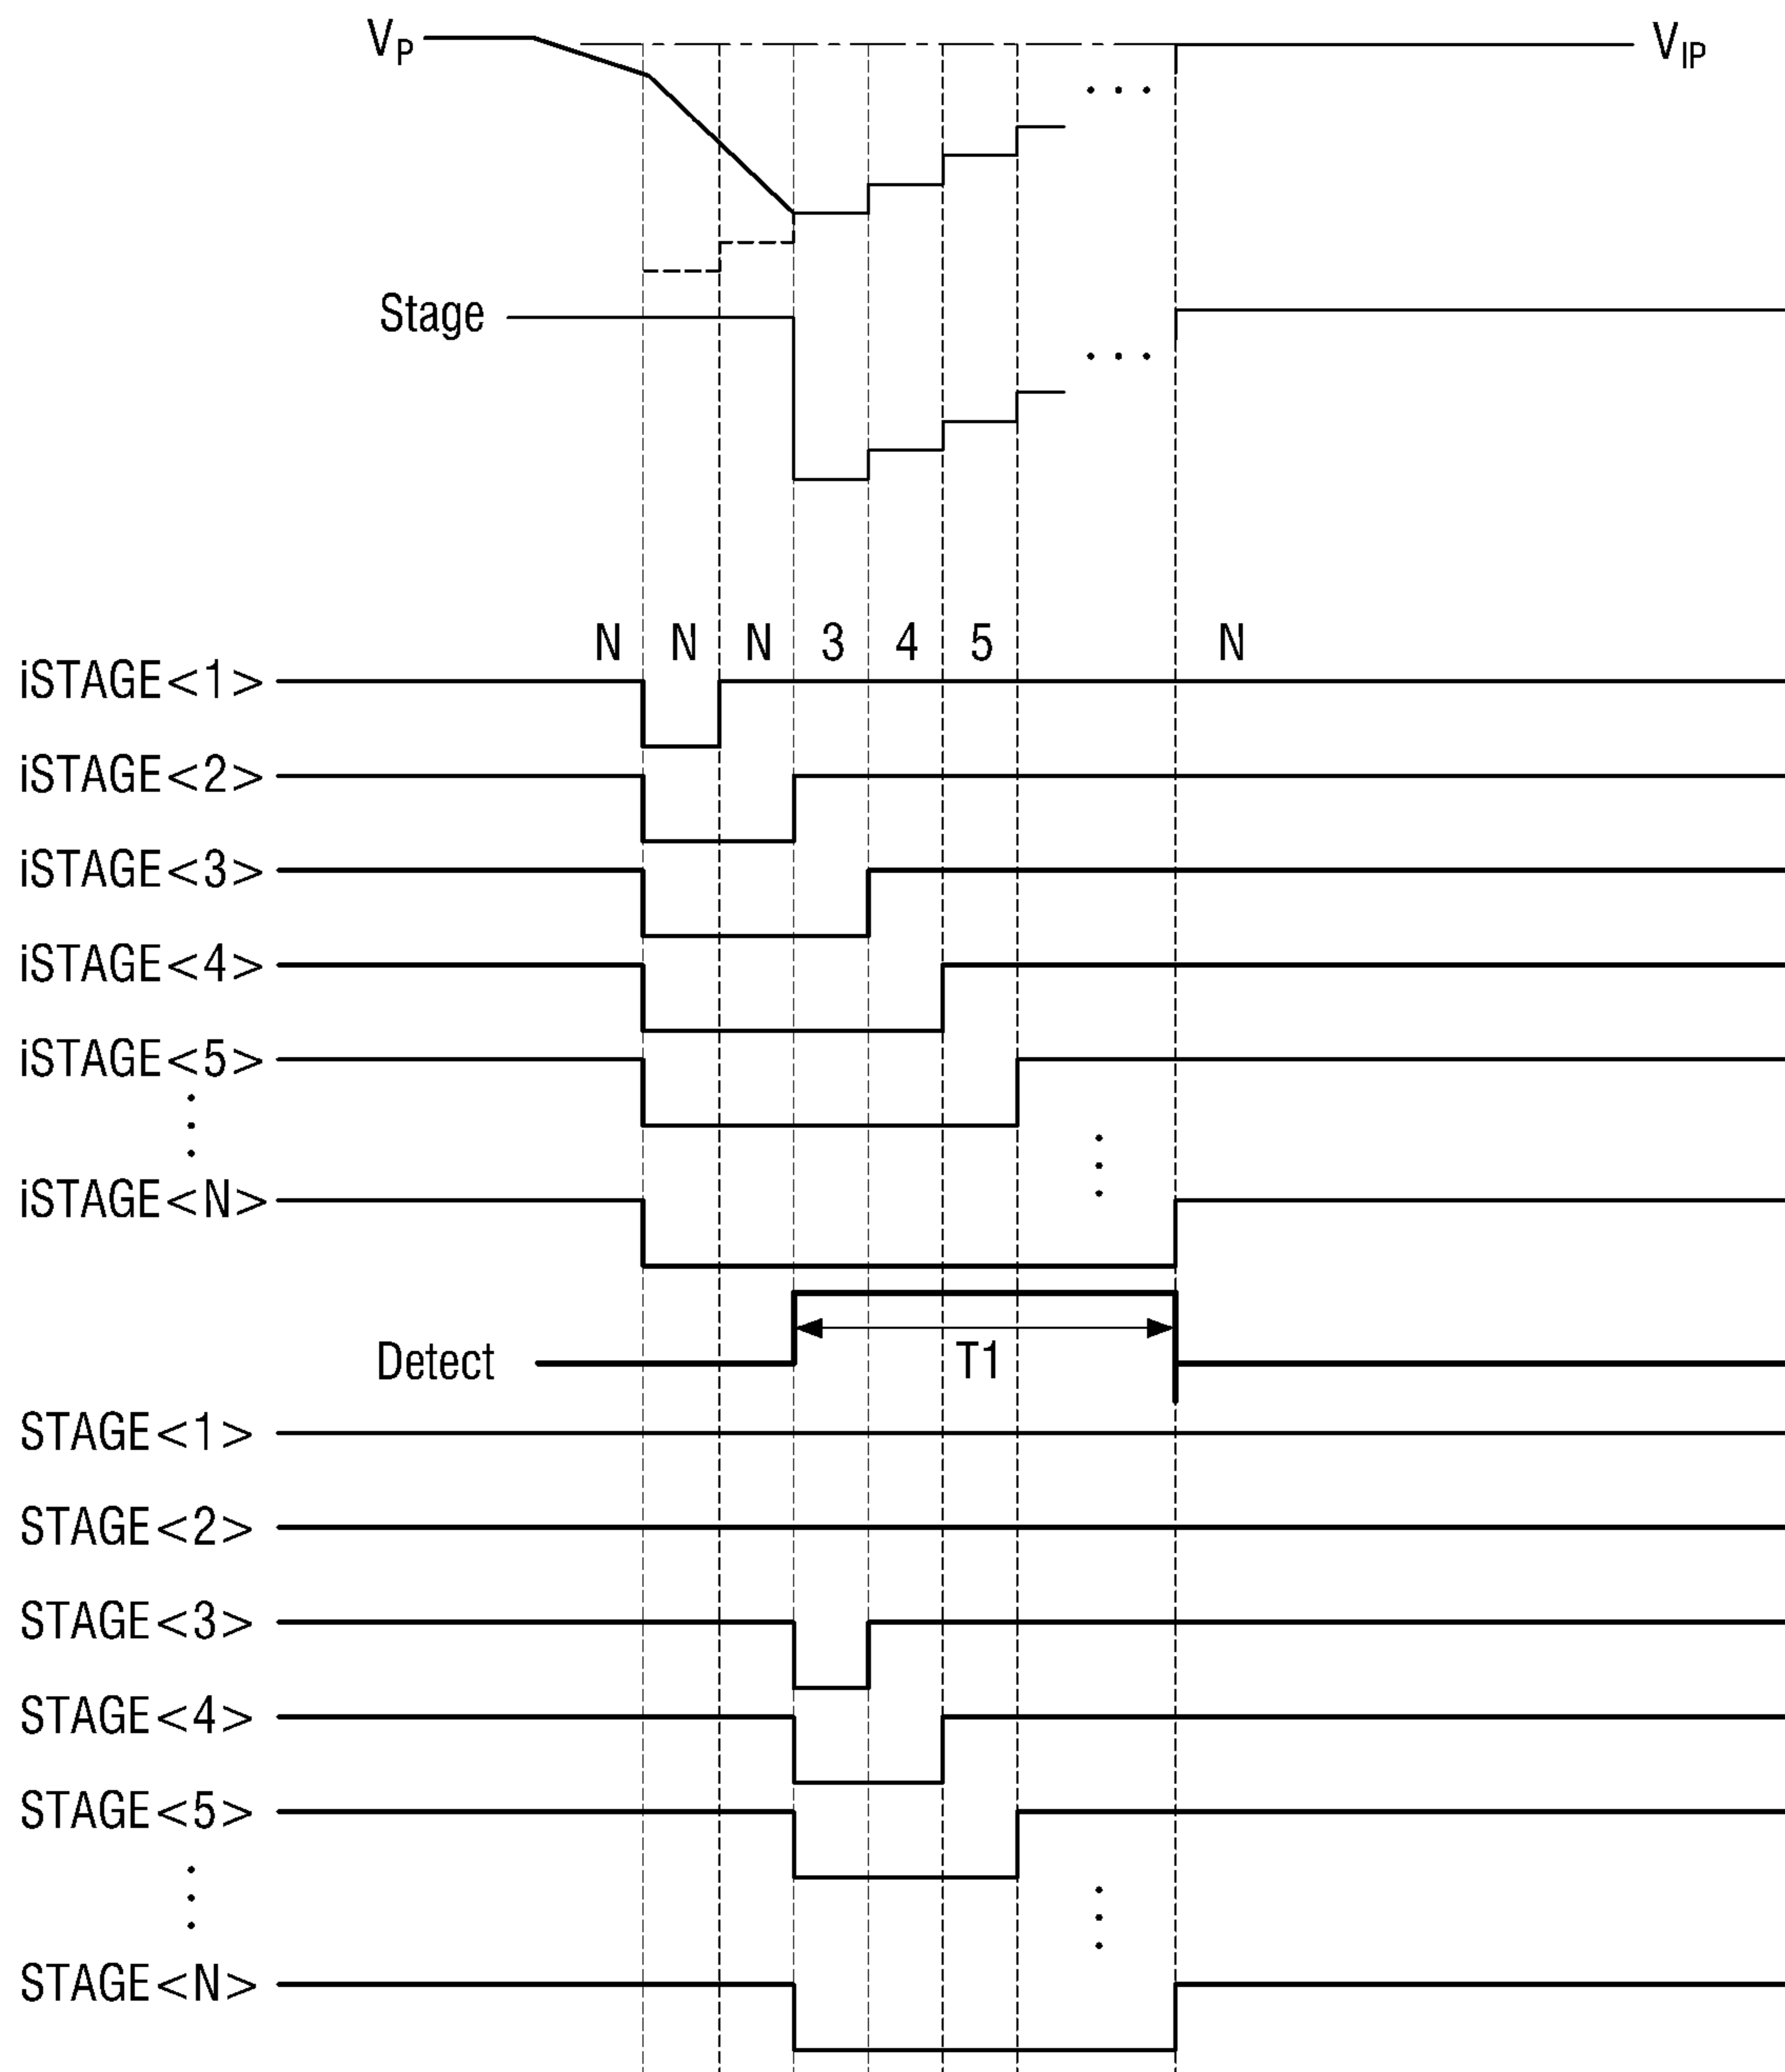 V_P V_IP
. . .
Stage
. . .
N N N 3 4 5 N
iSTAGE<1>
iSTAGE<2>
iSTAGE<3>
iSTAGE<4>
iSTAGE<5>
iSTAGE<N>
Detect T1
STAGE<1>
STAGE<2>
STAGE<3>
STAGE<4>
STAGE<5>
STAGE<N>